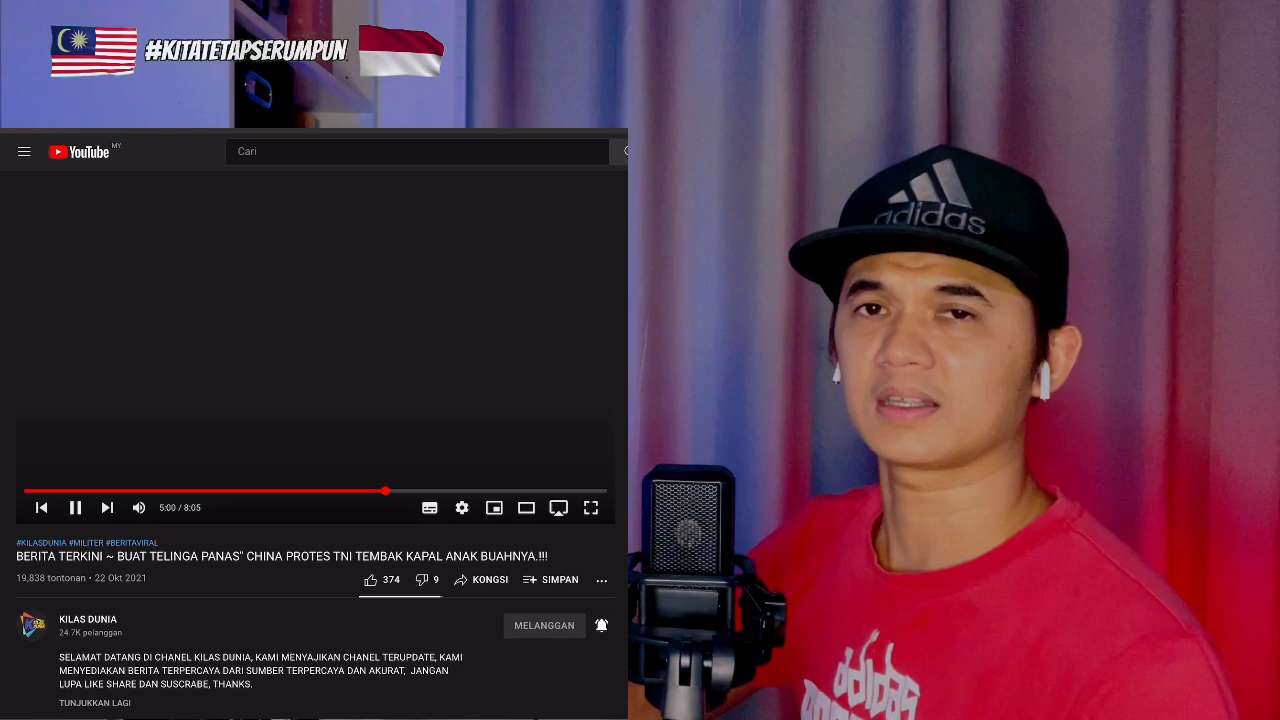 #KITATETAPSERUMPUN
YouTube MY
Cari
adidas
5:00 / 8:05
#KILASDUNIA #MILITER #BERITAVIRAL
BERITA TERKINI ~ BUAT TELINGA PANAS" CHINA PROTES TNI TEMBAK KAPAL ANAK BUAHNYA.!!!
19,838 tontonan • 22 Okt 2021
374 9 KONGSI SIMPAN
KILAS DUNIA
24.7K pelanggan
MELANGGAN
SELAMAT DATANG DI CHANEL KILAS DUNIA, KAMI MENYAJIKAN CHANEL TERUPDATE, KAMI
MENYEDIAKAN BERITA TERPERCAYA DARI SUMBER TERPERCAYA DAN AKURAT, JANGAN
LUPA LIKE SHARE DAN SUSCRABE, THANKS.
TUNJUKKAN LAGI
adidas